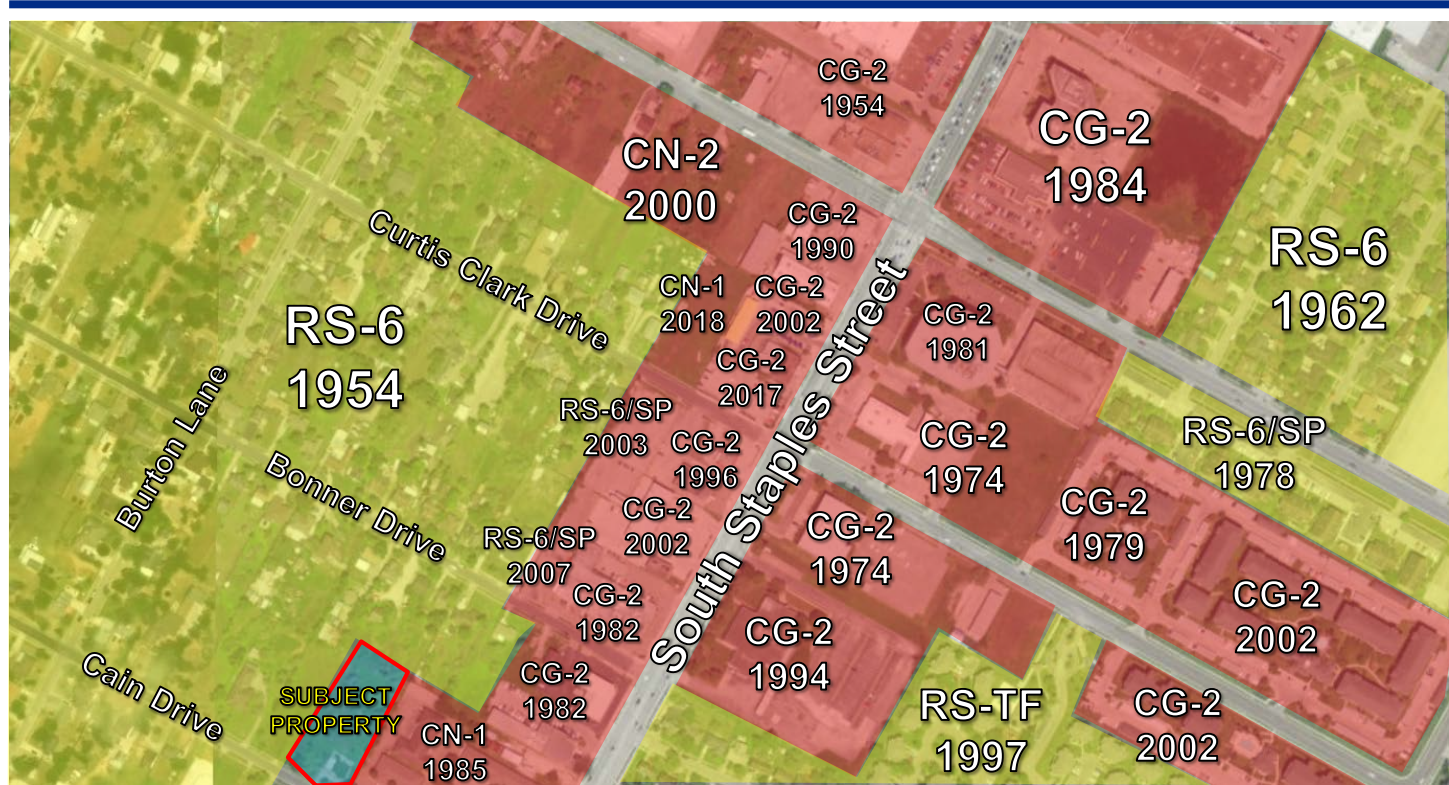 CG-2
1954
CG-2
1984
CN-2
2000
CG-2
1990
RS-6
1962
Curtis Clark Drive
CN-1
2018
CG-2
2002
CG-2
1981
RS-6
1954
CG-2
2017
South Staples Street
RS-6/SP
2003
CG-2
1996
CG-2
1974
RS-6/SP
1978
Burton Lane
Bonner Drive
CG-2
2002
CG-2
1974
CG-2
1979
RS-6/SP
2007
CG-2
1982
CG-2
2002
CG-2
1994
Cain Drive
SUBJECT
PROPERTY
CG-2
1982
RS-TF
1997
CG-2
2002
CN-1
1985